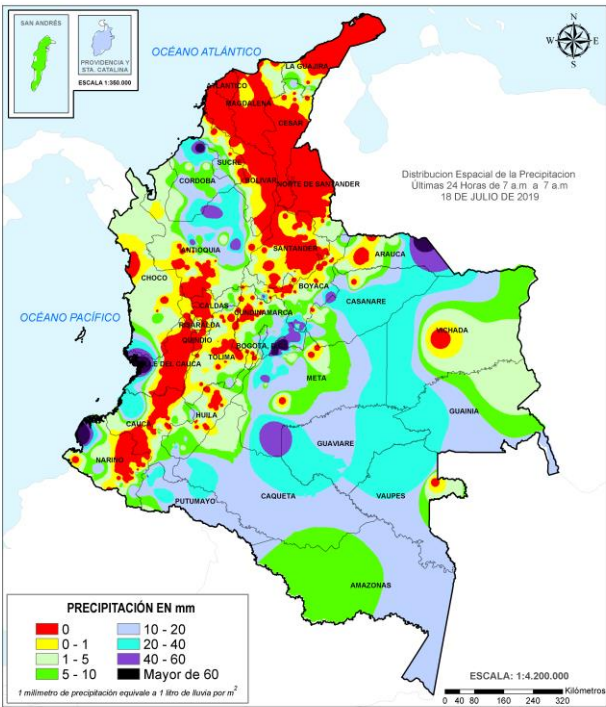 SAN ANDRÉS
PROVIDENCIA Y
STA. CATALINA
ESCALA 1:350.000
OCÉANO ATLÁNTICO
N
W
E
S
LA GUAJIRA
ATLANTICO
MAGDALENA
CESAR
SUCRE
BOLIVAR
NORTE DE SANTANDER
CORDOBA
Distribucion Espacial de la Precipitacion
Últimas 24 Horas de 7 a.m a 7 a.m
18 DE JULIO DE 2019
ANTIOQUIA
SANTANDER
ARAUCA
CHOCO
BOYACA
CASANARE
OCÉANO PACÍFICO
CALDAS
CUNDINAMARCA
RISARALDA
VICHADA
QUINDIO
BOGOTA,
TOLIMA
LE DEL CAUCA
META
GUAINIA
HUILA
CAUCA
GUAVIARE
NARIÑO
PUTUMAYO
CAQUETA
VAUPES
AMAZONAS
PRECIPITACIÓN EN mm
0
0 - 1
1 - 5
5 - 10
10 - 20
20 - 40
40 - 60
Mayor de 60
1 milímetro de precipitación equivale a 1 litro de lluvia por m2
ESCALA: 1:4.200.000
Kilómetros
0 40 80 160 240 320